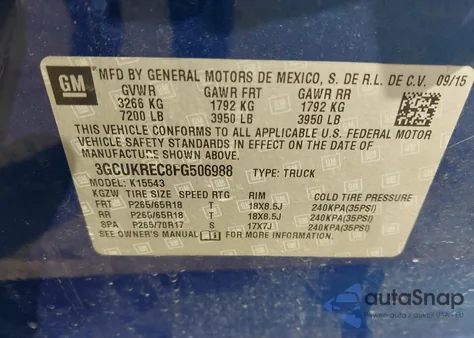 GM
MFD BY GENERAL MOTORS DE MEXICO, S. DE R.L. DE C.V. 09/15
GVWR GAWR FRT GAWR RR
3266 KG 1792 KG 1792 KG
7200 LB 3950 LB 3950 LB
THIS VEHICLE CONFORMS TO ALL APPLICABLE U.S. FEDERAL MOTOR
VEHICLE SAFETY STANDARDS IN EFFECT ON THE DATE OF
MANUFACTURE SHOWN ABOVE.
3GCUKREC8FG506988 TYPE: TRUCK
MODEL: K15543
KGZW TIRE SIZE SPEED RTG RIM COLD TIRE PRESSURE
FRT P265/65R18 T 18X8.5J 240KPA(35PSI)
RR P265/65R18 T 18X8.5J 240KPA(35PSI)
SPA P265/70R17 S 17X7J 240KPA(35PSI)
SEE OWNER'S MANUAL FOR MORE INFORMATION
autoSnap